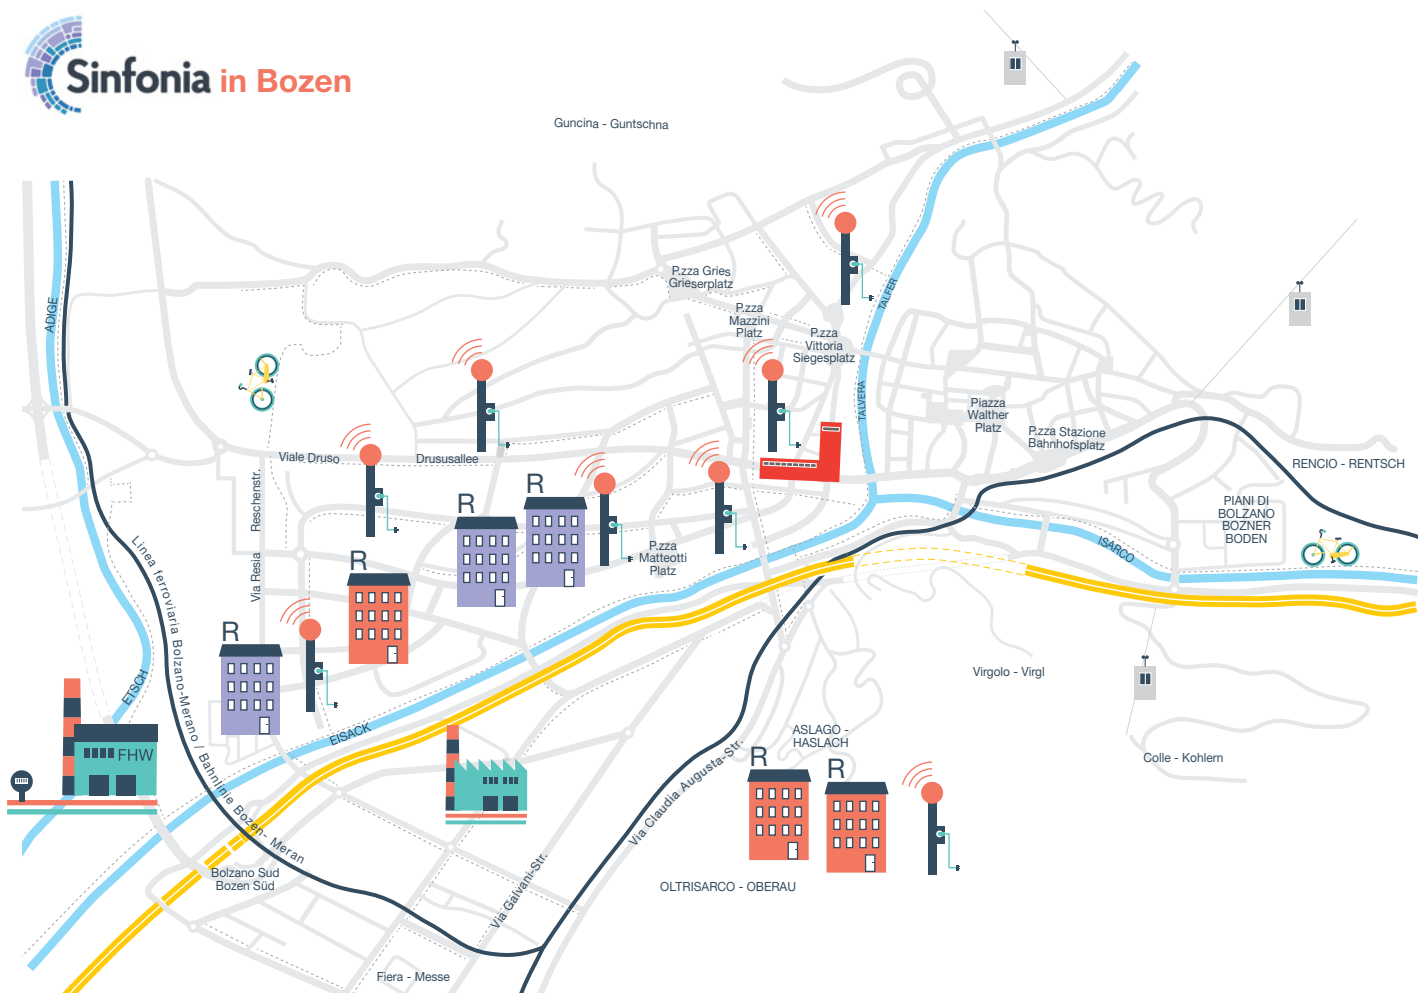 Sinfonia in Bozen
Guncina - Guntschna
P.zza Gries
Grieserplatz
P.zza
Mazzini
Platz
P.zza
Vittoria
Siegesplatz
TALFER
TALVERA
ADIGE
Piazza
Walther
Platz
P.zza Stazione
Bahnhofsplatz
RENCIO - RENTSCH
PIANI DI
BOLZANO
BOZNER
BODEN
ISARCO
Viale Druso
Drususallee
Reschenstr.
Via Resia
R
R
R
R
P.zza
Matteotti
Platz
Linea ferroviaria Bolzano-Merano / Bahnlinie Bozen- Meran
ETSCH
EISACK
FHW
Virgolo - Virgl
Colle - Kohlern
ASLAGO -
HASLACH
R
R
Via Claudia Augusta-Str.
Via Galvani-Str.
OLTRISARCO - OBERAU
Bolzano Sud
Bozen Süd
Fiera - Messe